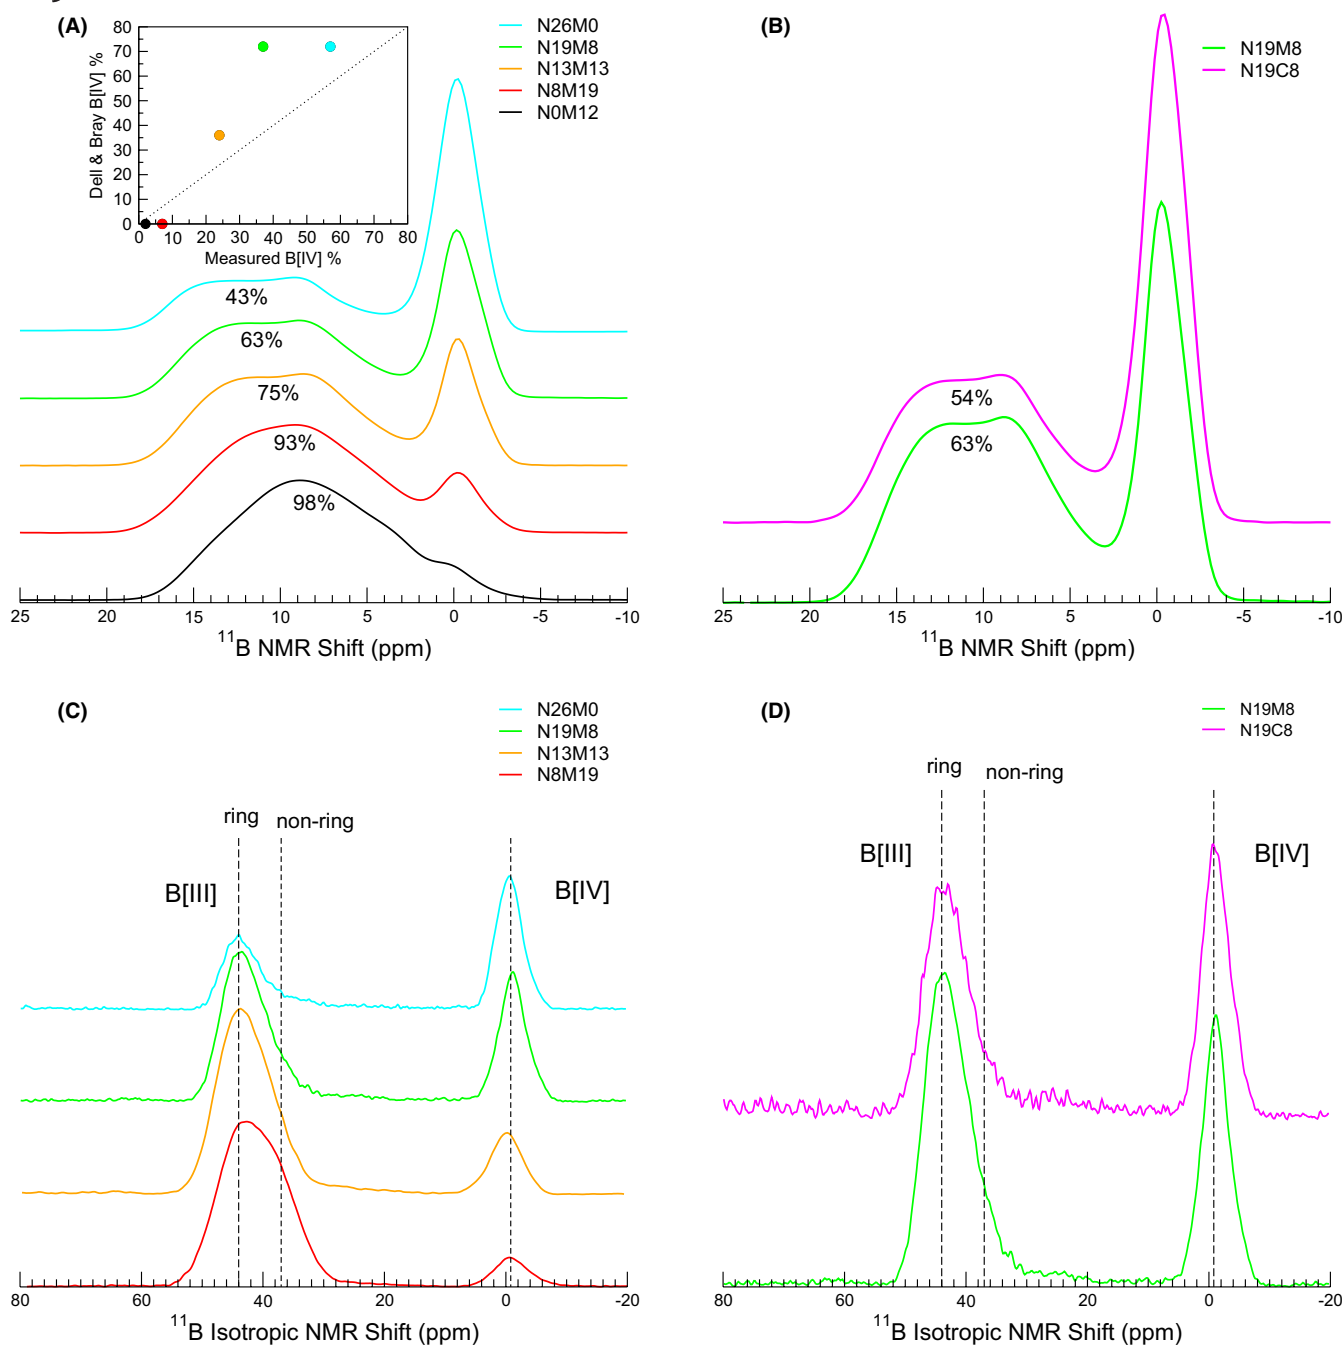 (A)
N26M0
N19M8
N13M13
N8M19
N0M12
80
70
60
50
40
30
20
10
0
Dell & Bray B[IV] %
0 10 20 30 40 50 60 70 80
Measured B[IV] %
43%
63%
75%
93%
98%
25 20 15 10 5 0 -5 -10
11B NMR Shift (ppm)
(B)
N19M8
N19C8
54%
63%
25 20 15 10 5 0 -5 -10
11B NMR Shift (ppm)
(C)
N26M0
N19M8
N13M13
N8M19
ring
non-ring
B[III]
B[IV]
80 60 40 20 0 -20
11B Isotropic NMR Shift (ppm)
(D)
N19M8
N19C8
ring
non-ring
B[III]
B[IV]
80 60 40 20 0 -20
11B Isotropic NMR Shift (ppm)